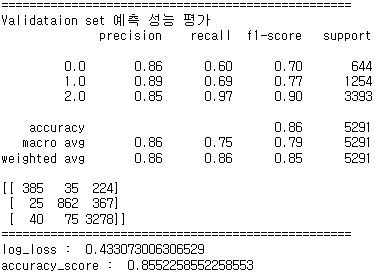 ==================================================
Validataion set 예측 성능 평가
precision recall f1-score support
0.0 0.86 0.60 0.70 644
1.0 0.89 0.69 0.77 1254
2.0 0.85 0.97 0.90 3393
accuracy 0.86 5291
macro avg 0.86 0.75 0.79 5291
weighted avg 0.86 0.86 0.85 5291
[[ 385 35 224]
[ 25 862 367]
[ 40 75 3278]]
==================================================
log_loss : 0.433073006306529
accuracy_score : 0.8552258552258553